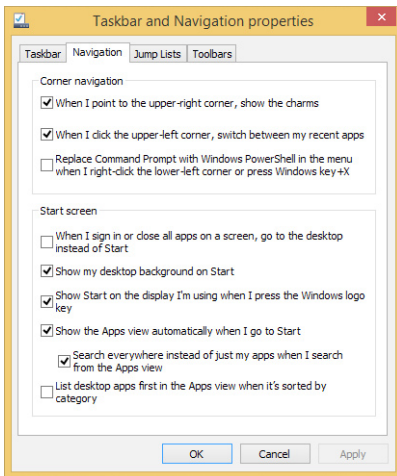 Taskbar and Navigation properties
Taskbar Navigation Jump Lists Toolbars
Corner navigation
When I point to the upper-right corner, show the charms
When I click the upper-left corner, switch between my recent apps
Replace Command Prompt with Windows PowerShell in the menu
when I right-click the lower-left corner or press Windows key+X
Start screen
When I sign in or close all apps on a screen, go to the desktop
instead of Start
Show my desktop background on Start
Show Start on the display I'm using when I press the Windows logo
key
Show the Apps view automatically when I go to Start
Search everywhere instead of just my apps when I search
from the Apps view
List desktop apps first in the Apps view when it's sorted by
category
OK Cancel Apply